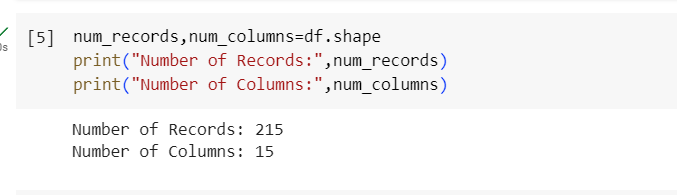 [5] num_records,num_columns=df.shape
print("Number of Records:",num_records)
print("Number of Columns:",num_columns)
Number of Records: 215
Number of Columns: 15